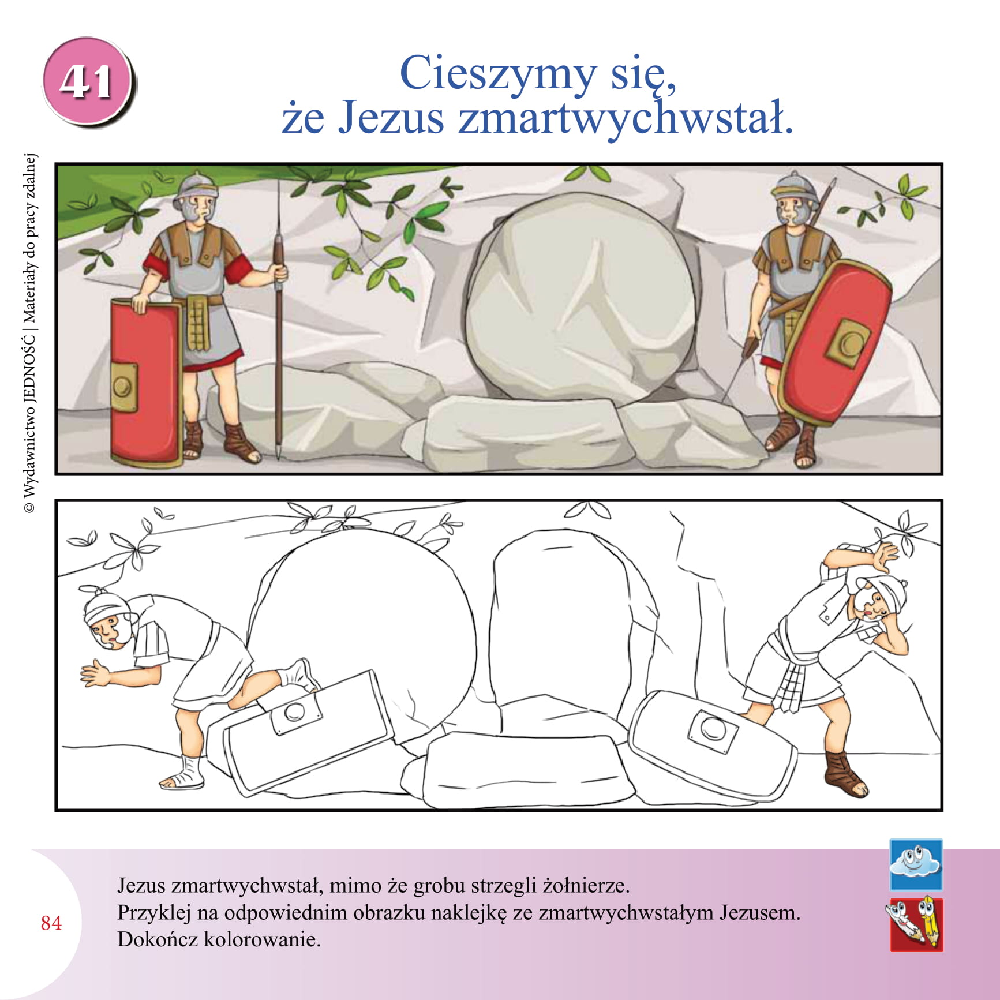 41
Cieszymy się,
że Jezus zmartwychwstał.
© Wydawnictwo JEDNOŚĆ | Materiały do pracy zdalnej
Jezus zmartwychwstał, mimo że grobu strzegli żołnierze.
Przyklej na odpowiednim obrazku naklejkę ze zmartwychwstałym Jezusem.
Dokończ kolorowanie.
84